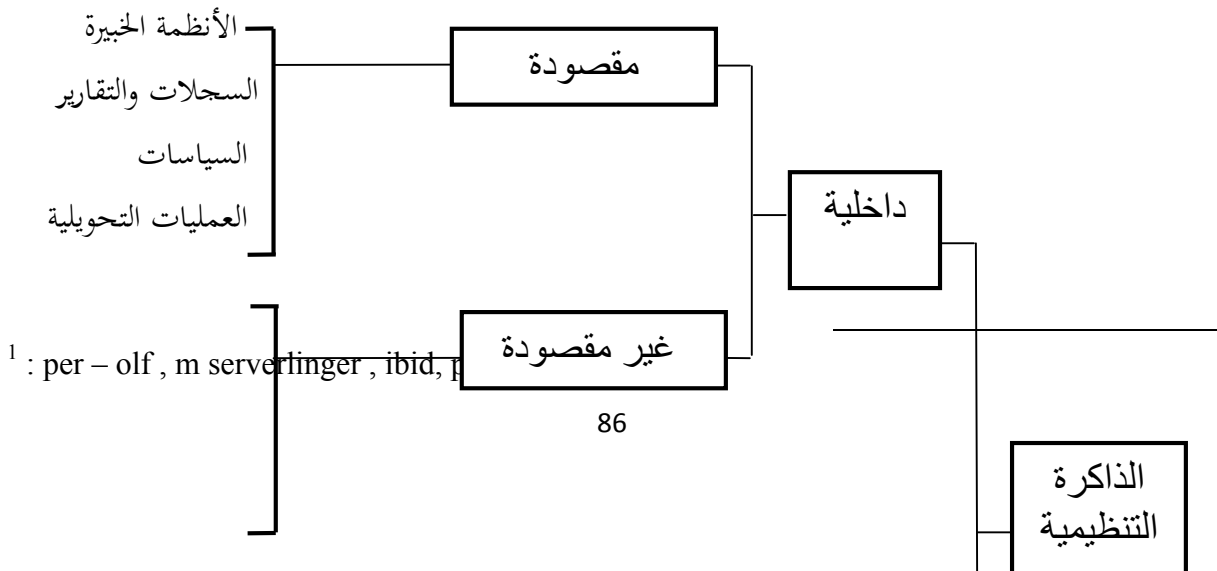 الأنظمة الخبيرة
مقصودة
السجلات والتقارير
السياسات
داخلية
العمليات التحويلية
غير مقصودة
1 : per – olf , m serverlinger , ibid,
86
الذاكرة
التنظيمية